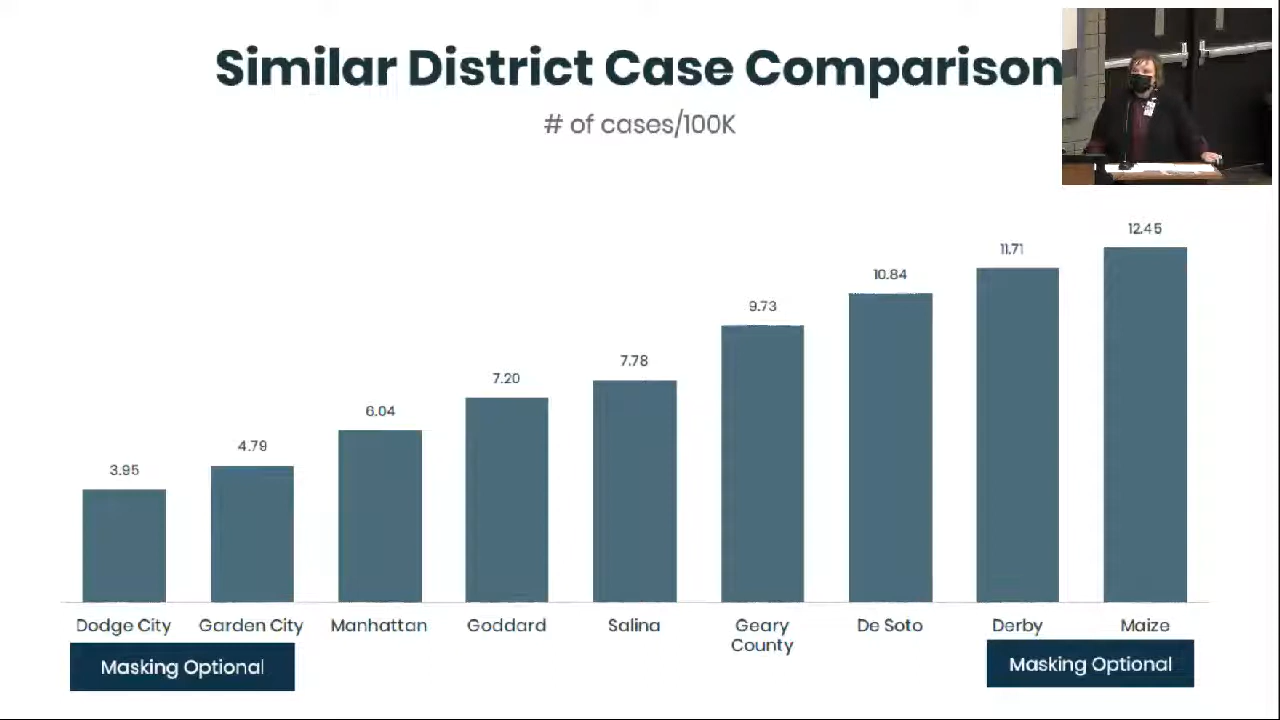 Similar District Case Comparison
# of cases/100K
3.95
4.79
6.04
7.20
7.78
9.73
10.84
11.71
12.45
Dodge City
Garden City
Manhattan
Goddard
Salina
Geary
County
De Soto
Derby
Maize
Masking Optional
Masking Optional